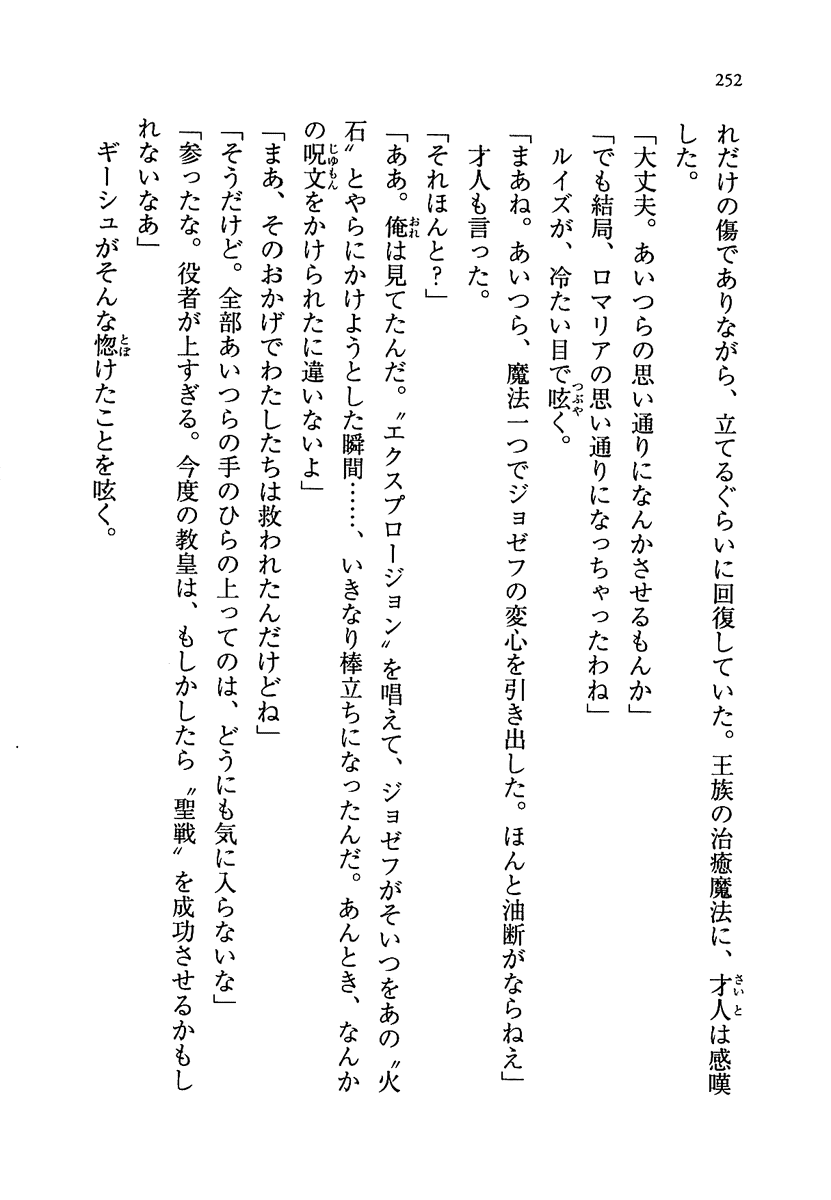 252
れだけの傷でありながら、立てるぐらいに回復していた。王族の治癒魔法に、才人は感嘆
した。
「大丈夫。あいつらの思い通りになんかさせるもんか」
「でも結局、ロマリアの思い通りになっちゃったわね」
ルイズが、冷たい目で呟く。
「まあね。あいつら、魔法一つでジョゼフの変心を引き出した。ほんと油断がならねえ」
才人も言った。
「それほんと？」
「ああ。俺は見てたんだ。〝エクスプロージョン〟を唱えて、ジョゼフがそいつをあの〝火
石〟とやらにかけようとした瞬間……、いきなり棒立ちになったんだ。あんとき、なんか
の呪文をかけられたに違いないよ」
「まあ、そのおかげでわたしたちは救われたんだけどね」
「そうだけど。全部あいつらの手のひらの上ってのは、どうにも気に入らないな」
「参ったな。役者が上すぎる。今度の教皇は、もしかしたら〝聖戦〟を成功させるかもし
れないなあ」
ギーシュがそんな惚けたことを呟く。